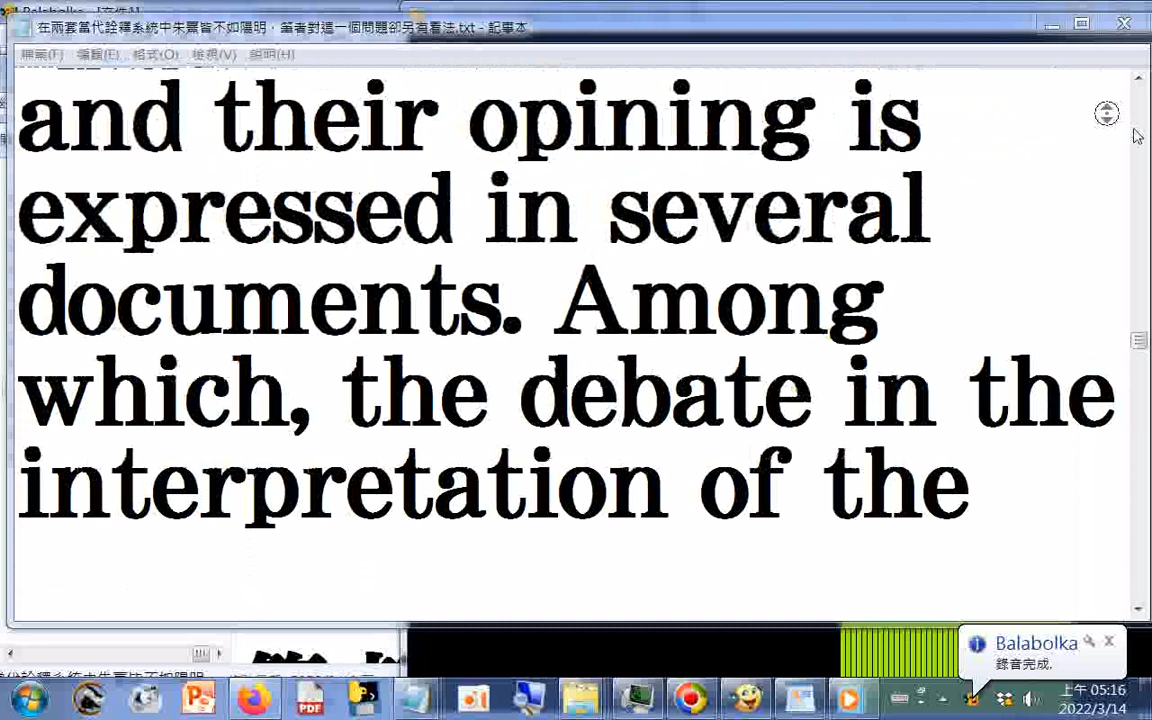 在兩套當代詮釋系統中朱熹皆不如陽明，筆者對這一個問題卻另有看法.txt - 記事本
檔案(F) 編輯(E) 格式(O) 檢視(V) 說明(H)
and their opining is
expressed in several
documents. Among
which, the debate in the
interpretation of the
Balabolka
錄音完成.
上午 05:16
2022/3/14